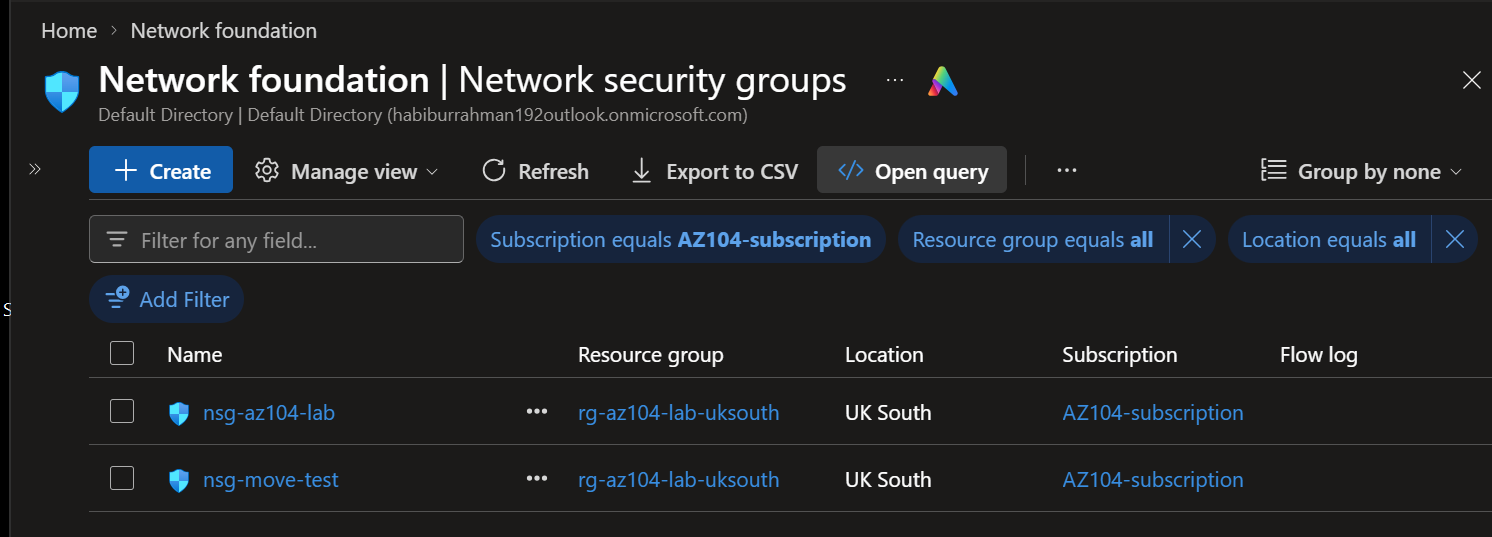 Home > Network foundation
Network foundation | Network security groups ...
Default Directory | Default Directory (habiburrahman192outlook.onmicrosoft.com)
Create Manage view Refresh Export to CSV Open query Group by none
Filter for any field... Subscription equals AZ104-subscription Resource group equals all Location equals all
Add Filter
S
Name Resource group Location Subscription Flow log
nsg-az104-lab rg-az104-lab-uksouth UK South AZ104-subscription
nsg-move-test rg-az104-lab-uksouth UK South AZ104-subscription